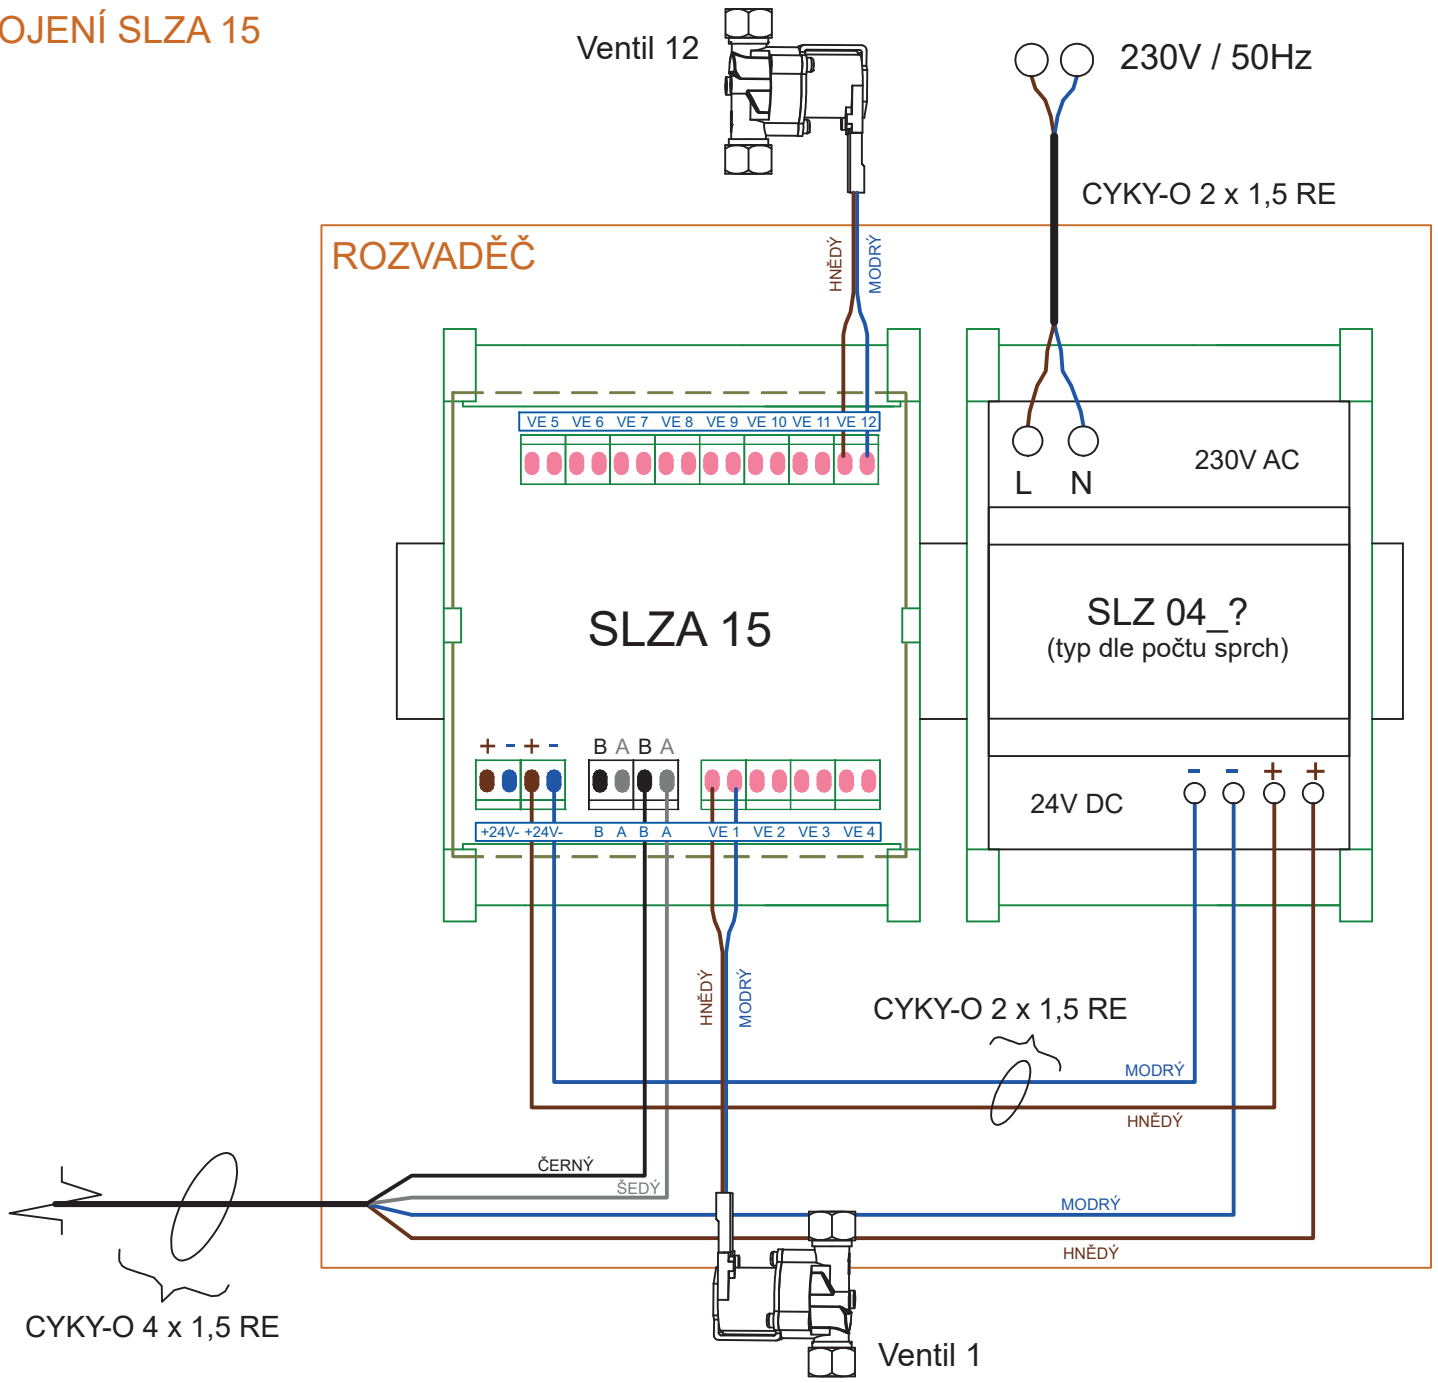 OJENÍ SLZA 15
Ventil 12
230V / 50Hz
CYKY-O 2 x 1,5 RE
ROZVADĚČ
HNĚDÝ
MODRÝ
VE 5 VE 6 VE 7 VE 8 VE 9 VE 10 VE 11 VE 12
L N
230V AC
SLZA 15
SLZ 04_?
(typ dle počtu sprch)
+ - + -
B A B A
- - + +
24V DC
+24V- +24V-
B A B A
VE 1 VE 2 VE 3 VE 4
HNĚDÝ
MODRÝ
CYKY-O 2 x 1,5 RE
MODRÝ
HNĚDÝ
ČERNÝ
ŠEDÝ
MODRÝ
HNĚDÝ
CYKY-O 4 x 1,5 RE
Ventil 1